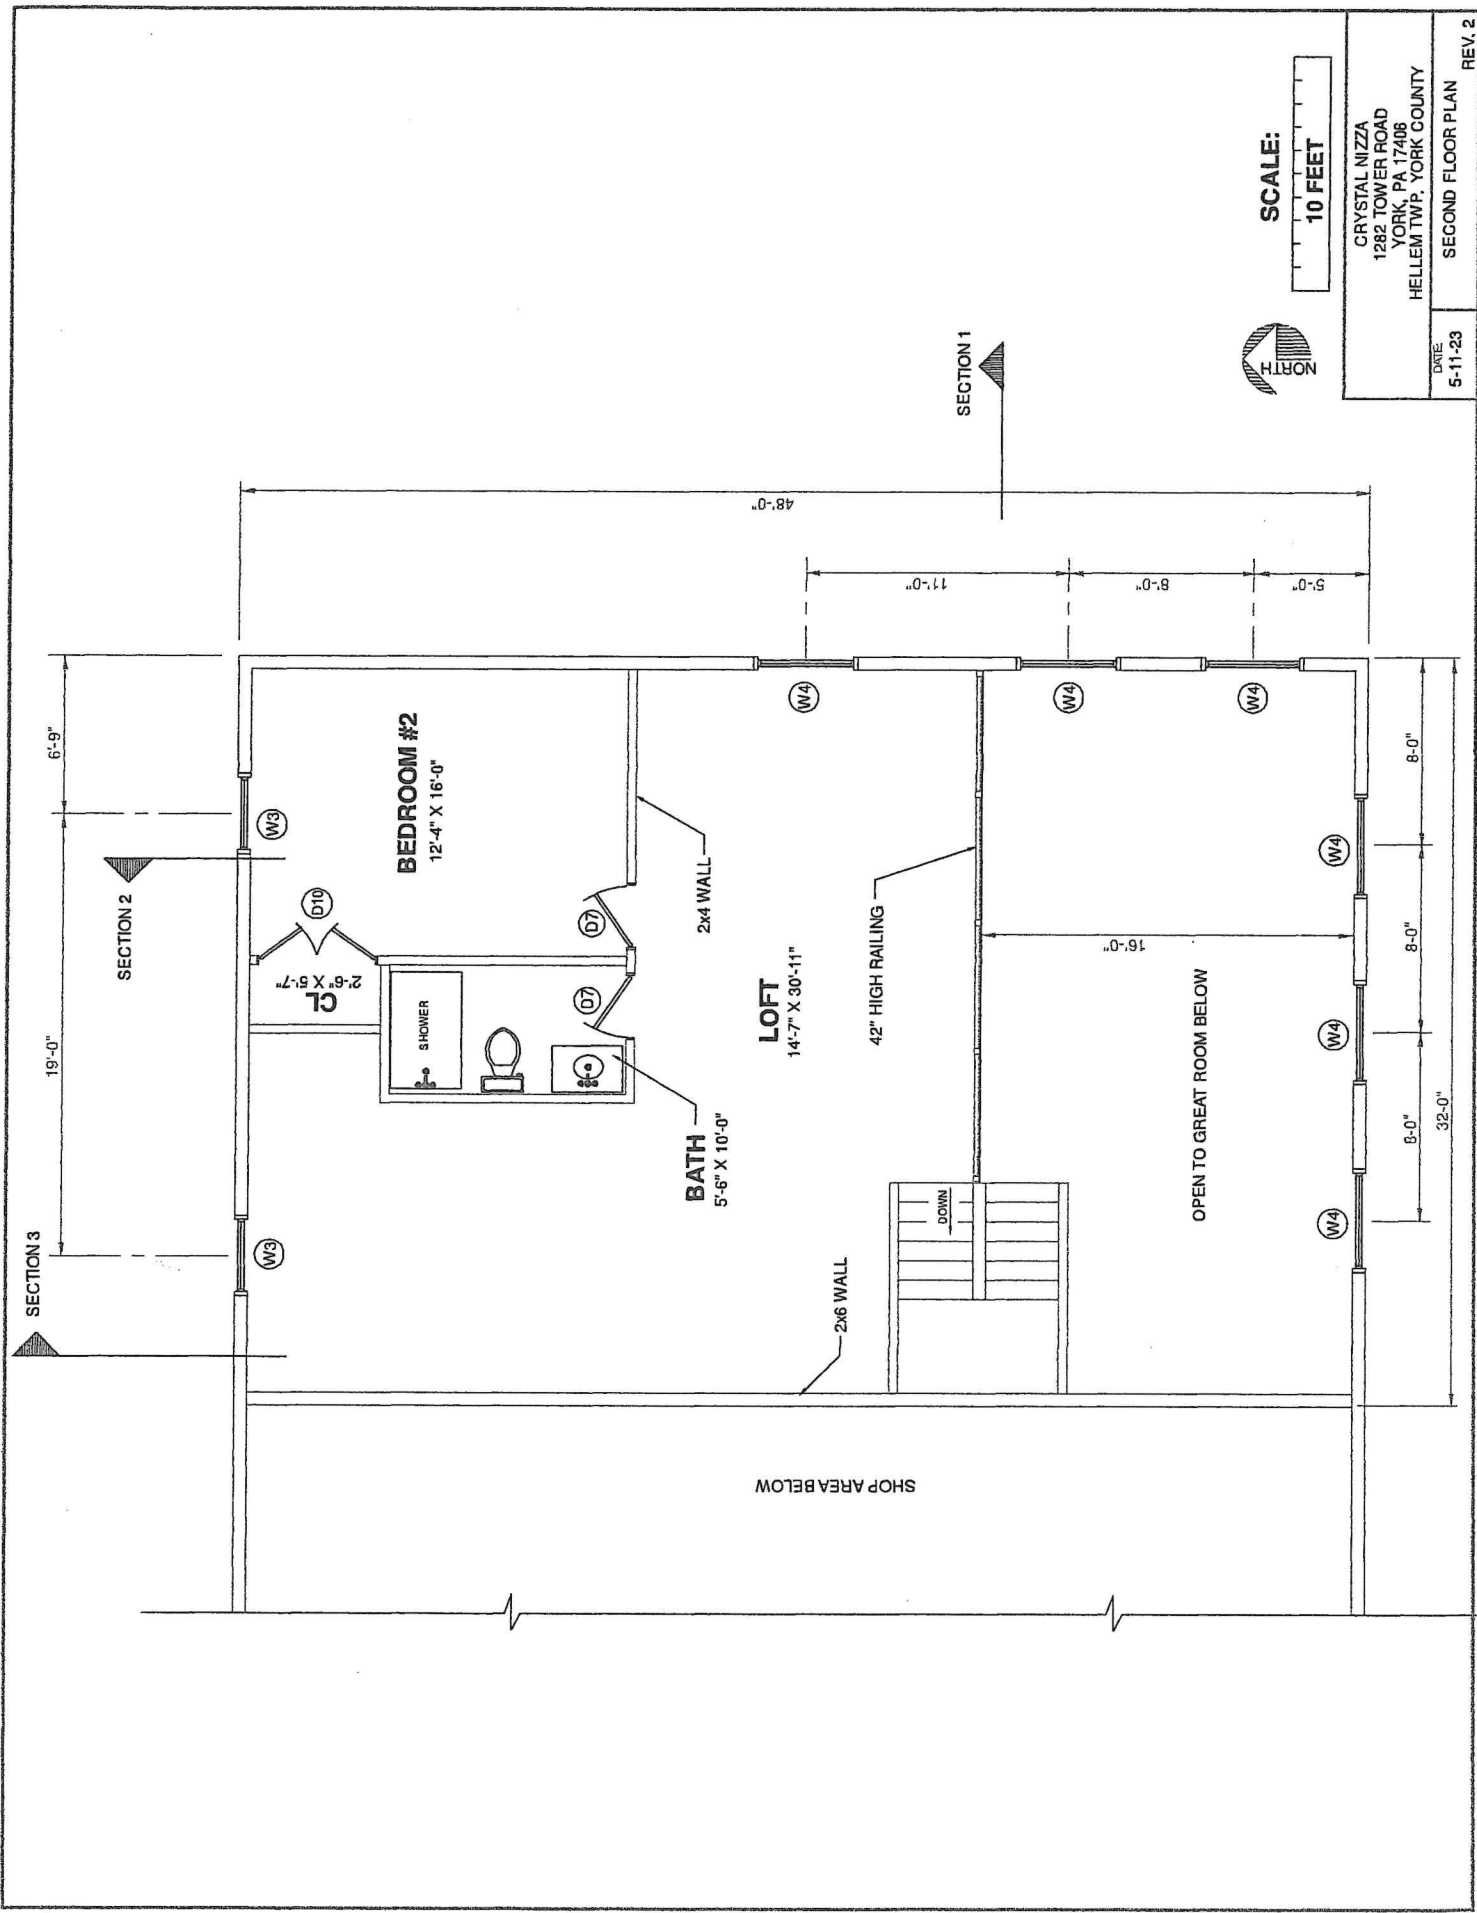 SECTION 3
SECTION 2
19'-0"
6'-9"
W3
W3
D10
CL
2'-6" X 5'-7"
BEDROOM #2
12'-4" X 16'-0"
SHOWER
D7
D7
BATH
5'-6" X 10'-0"
2x4 WALL
LOFT
14'-7" X 30'-11"
42" HIGH RAILING
2x6 WALL
DOWN
SHOP AREA BELOW
OPEN TO GREAT ROOM BELOW
16'-0"
W4
W4
W4
W4
W4
W4
48'-0"
11'-0"
8'-0"
5'-0"
8-0"
8-0"
8-0"
32-0"
SECTION 1
NORTH
SCALE:
10 FEET
CRYSTAL NIZZA
1282 TOWER ROAD
YORK, PA 17406
HELLEM TWP. YORK COUNTY
DATE
5-11-23
SECOND FLOOR PLAN
REV. 2